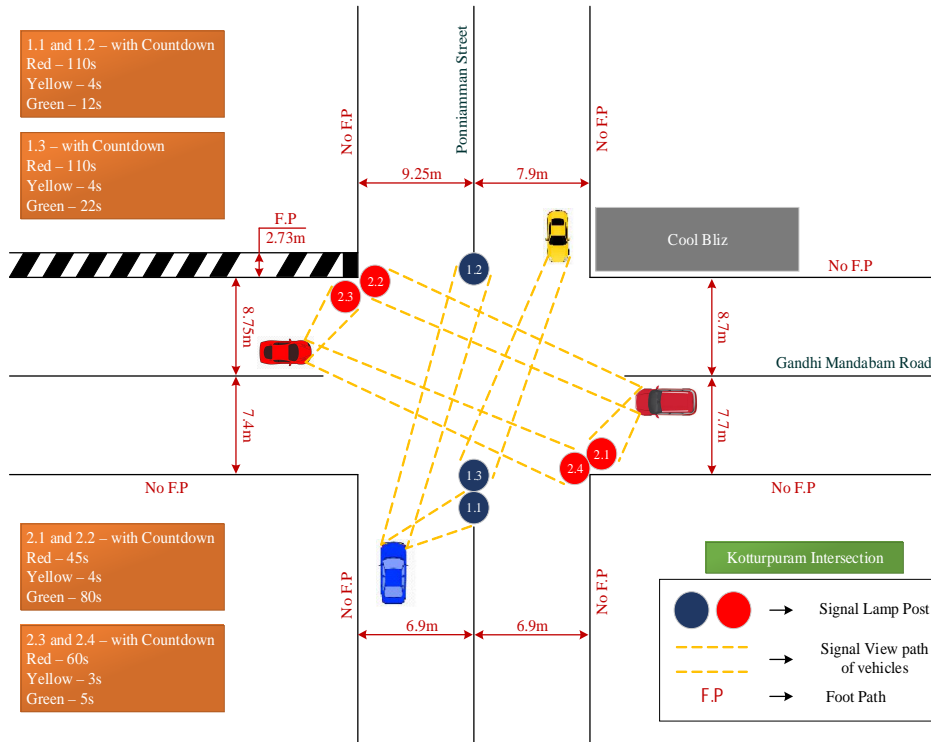 1.1 and 1.2 – with Countdown
Red – 110s
Yellow – 4s
Green – 12s
1.3 – with Countdown
Red – 110s
Yellow – 4s
Green – 22s
No F.P
Ponniamman Street
No F.P
9.25m
7.9m
F.P
2.73m
Cool Bliz
No F.P
1.2
2.2
2.3
8.75m
8.7m
Gandhi Mandabam Road
7.4m
7.7m
2.1
2.4
1.3
1.1
No F.P
No F.P
2.1 and 2.2 – with Countdown
Red – 45s
Yellow – 4s
Green – 80s
2.3 and 2.4 – with Countdown
Red – 60s
Yellow – 3s
Green – 5s
No F.P
No F.P
6.9m
6.9m
Kotturpuram Intersection
Signal Lamp Post
Signal View path
of vehicles
F.P
Foot Path